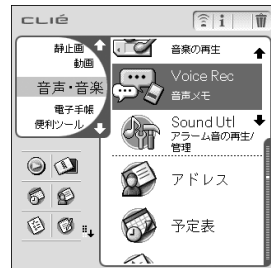 CLIÉ
静止画
動画
音声・音楽
電子手帳
便利ツール
音楽の再生
Voice Rec
音声メモ
Sound Utl
アラーム音の再生/
管理
アドレス
予定表